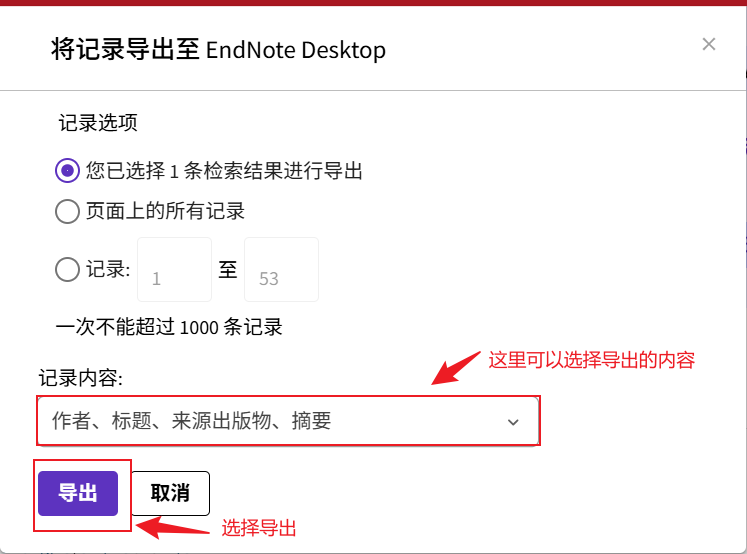 将记录导出至 EndNote Desktop
记录选项
您已选择 1 条检索结果进行导出
页面上的所有记录
记录: 1 至 53
一次不能超过 1000 条记录
这里可以选择导出的内容
记录内容:
作者、标题、来源出版物、摘要
导出 取消
选择导出